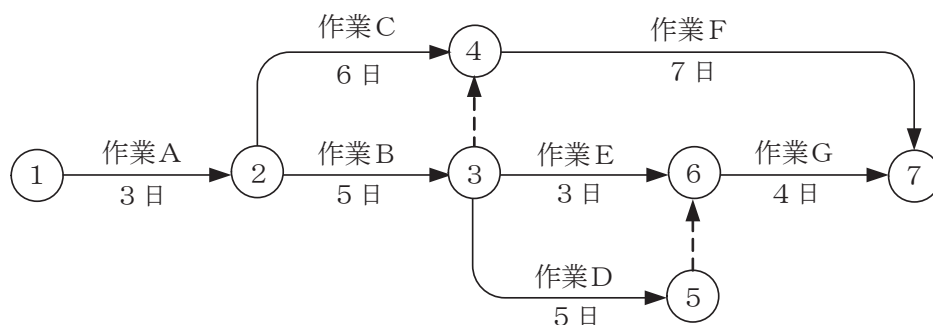 作業C
6日
④
作業F
7日
①
作業A
3日
②
作業B
5日
③
作業E
3日
⑥
作業G
4日
⑦
作業D
5日
⑤